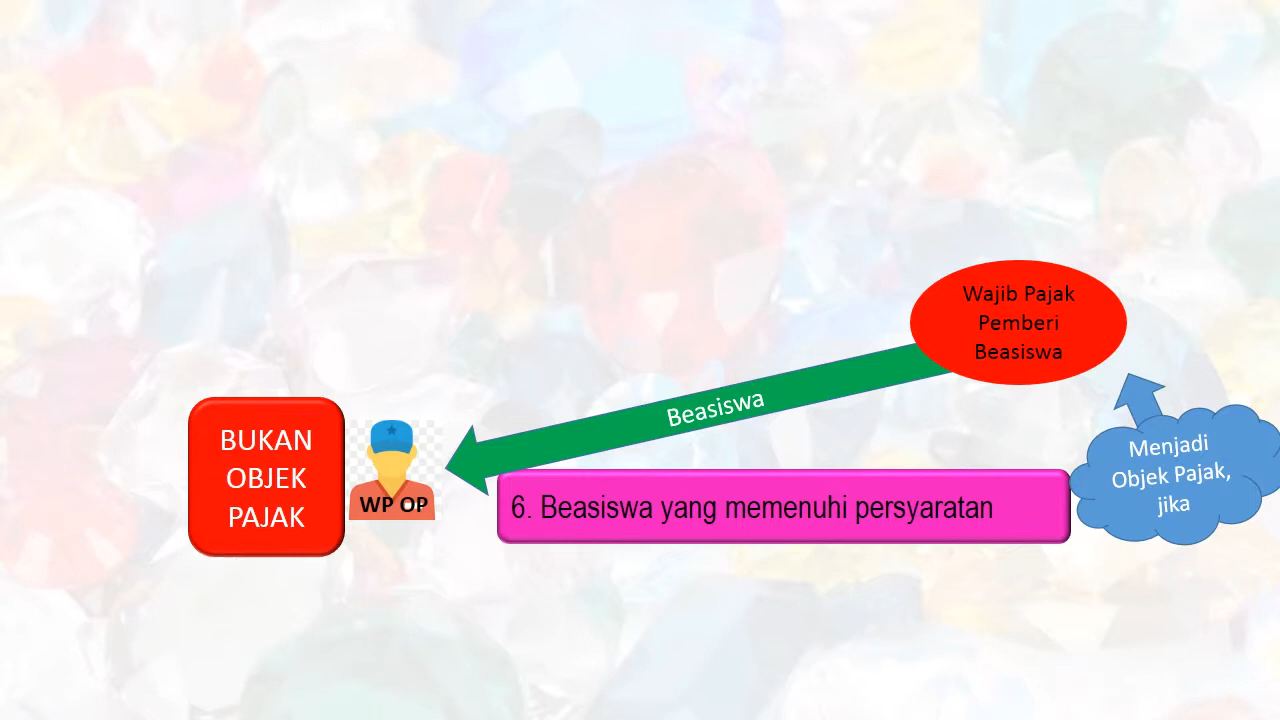 Wajib Pajak
Pemberi
Beasiswa
Beasiswa
BUKAN
OBJEK
PAJAK
WP OP
6. Beasiswa yang memenuhi persyaratan
Menjadi
Objek Pajak,
jika